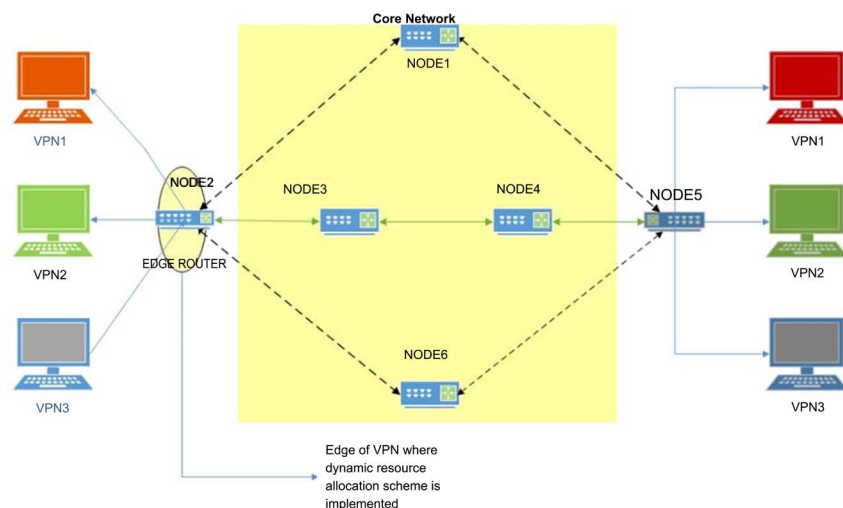 Core Network
NODE1
VPN1
VPN1
NODE2
NODE3
NODE4
NODE5
VPN2
EDGE ROUTER
VPN2
NODE6
VPN3
VPN3
Edge of VPN where
dynamic resource
allocation scheme is
implemented